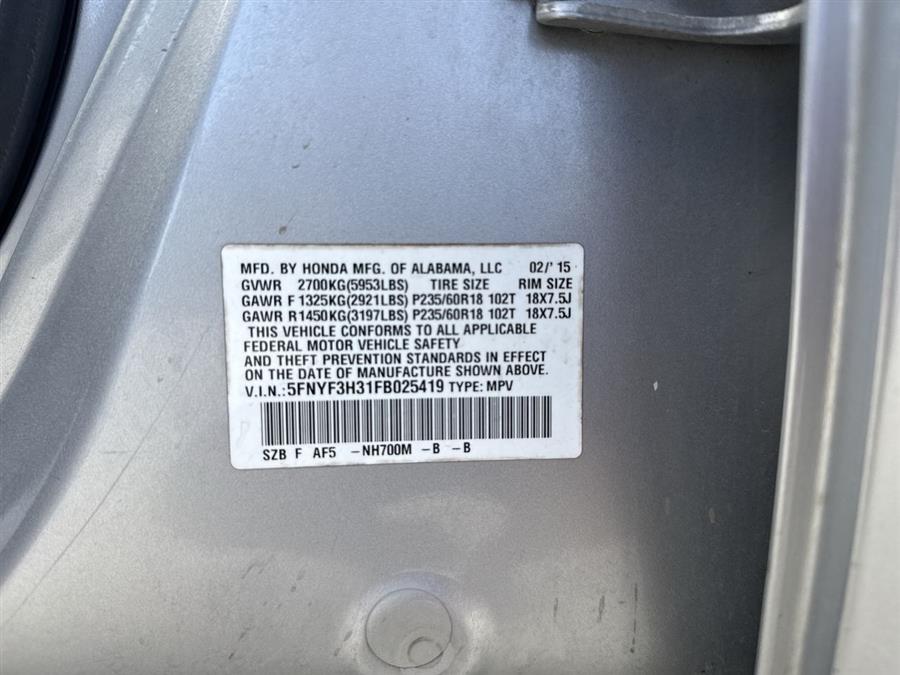 MFD. BY HONDA MFG. OF ALABAMA, LLC 02/'15
GVWR 2700KG(5953LBS) TIRE SIZE RIM SIZE
GAWR F 1325KG(2921LBS) P235/60R18 102T 18X7.5J
GAWR R1450KG(3197LBS) P235/60R18 102T 18X7.5J
THIS VEHICLE CONFORMS TO ALL APPLICABLE
FEDERAL MOTOR VEHICLE SAFETY
AND THEFT PREVENTION STANDARDS IN EFFECT
ON THE DATE OF MANUFACTURE SHOWN ABOVE.
V.I.N.:5FNYF3H31FB025419 TYPE: MPV
SZB F AF5 -NH700M -B -B